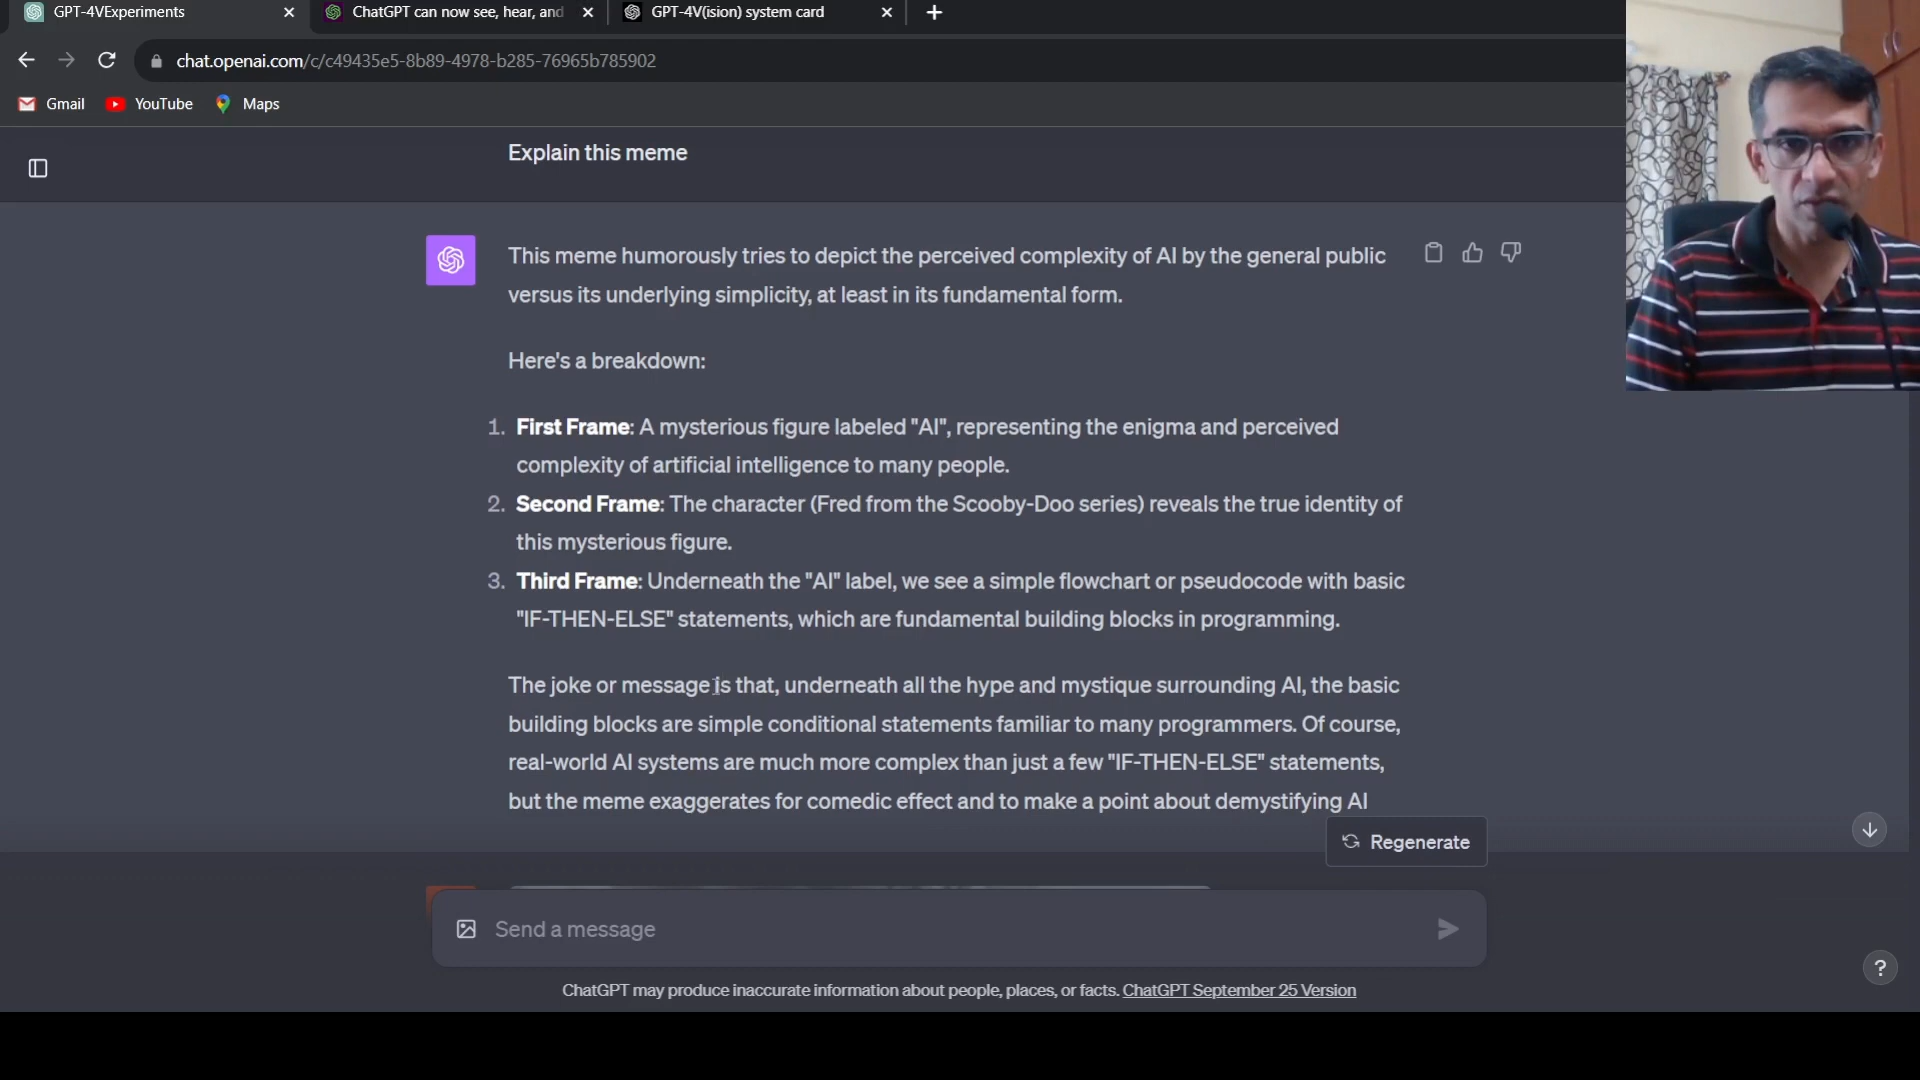 GPT-4VExperiments
ChatGPT can now see, hear, and
GPT-4V(ision) system card
chat.openai.com/c/c49435e5-8b89-4978-b285-76965b785902
Gmail
YouTube
Maps
Explain this meme
This meme humorously tries to depict the perceived complexity of AI by the general public
versus its underlying simplicity, at least in its fundamental form.
Here's a breakdown:
1. First Frame: A mysterious figure labeled "AI", representing the enigma and perceived
complexity of artificial intelligence to many people.
2. Second Frame: The character (Fred from the Scooby-Doo series) reveals the true identity of
this mysterious figure.
3. Third Frame: Underneath the "AI" label, we see a simple flowchart or pseudocode with basic
"IF-THEN-ELSE" statements, which are fundamental building blocks in programming.
The joke or message is that, underneath all the hype and mystique surrounding AI, the basic
building blocks are simple conditional statements familiar to many programmers. Of course,
real-world AI systems are much more complex than just a few "IF-THEN-ELSE" statements,
but the meme exaggerates for comedic effect and to make a point about demystifying AI
Regenerate
Send a message
?
ChatGPT may produce inaccurate information about people, places, or facts. ChatGPT September 25 Version